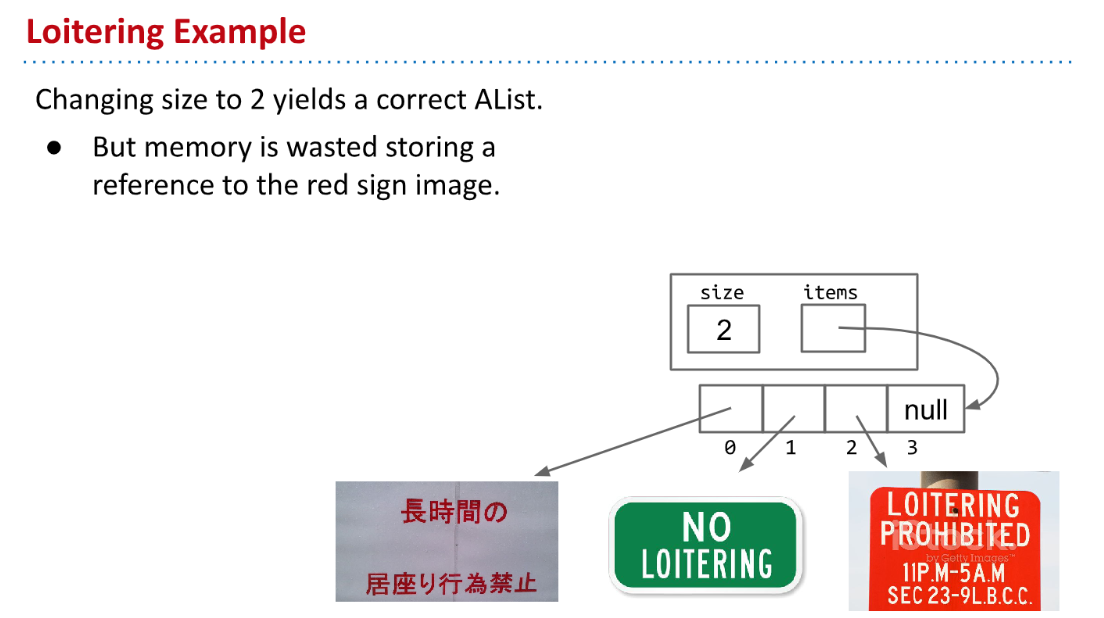 Loitering Example
Changing size to 2 yields a correct AList.
● But memory is wasted storing a
reference to the red sign image.
size items
2
null
0 1 2 3
長時間の
居座り行為禁止
NO
LOITERING
LOITERING
PROHIBITED
iStock
by Getty Images™
11P.M-5A.M
SEC 23-9L.B.C.C.